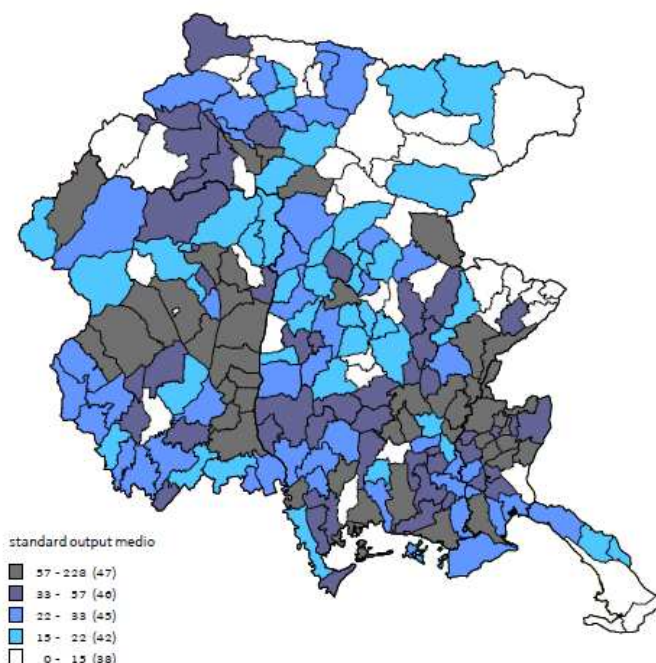 standard output medio
57 - 228 (47)
33 - 57 (46)
22 - 33 (45)
15 - 22 (42)
0 - 15 (38)